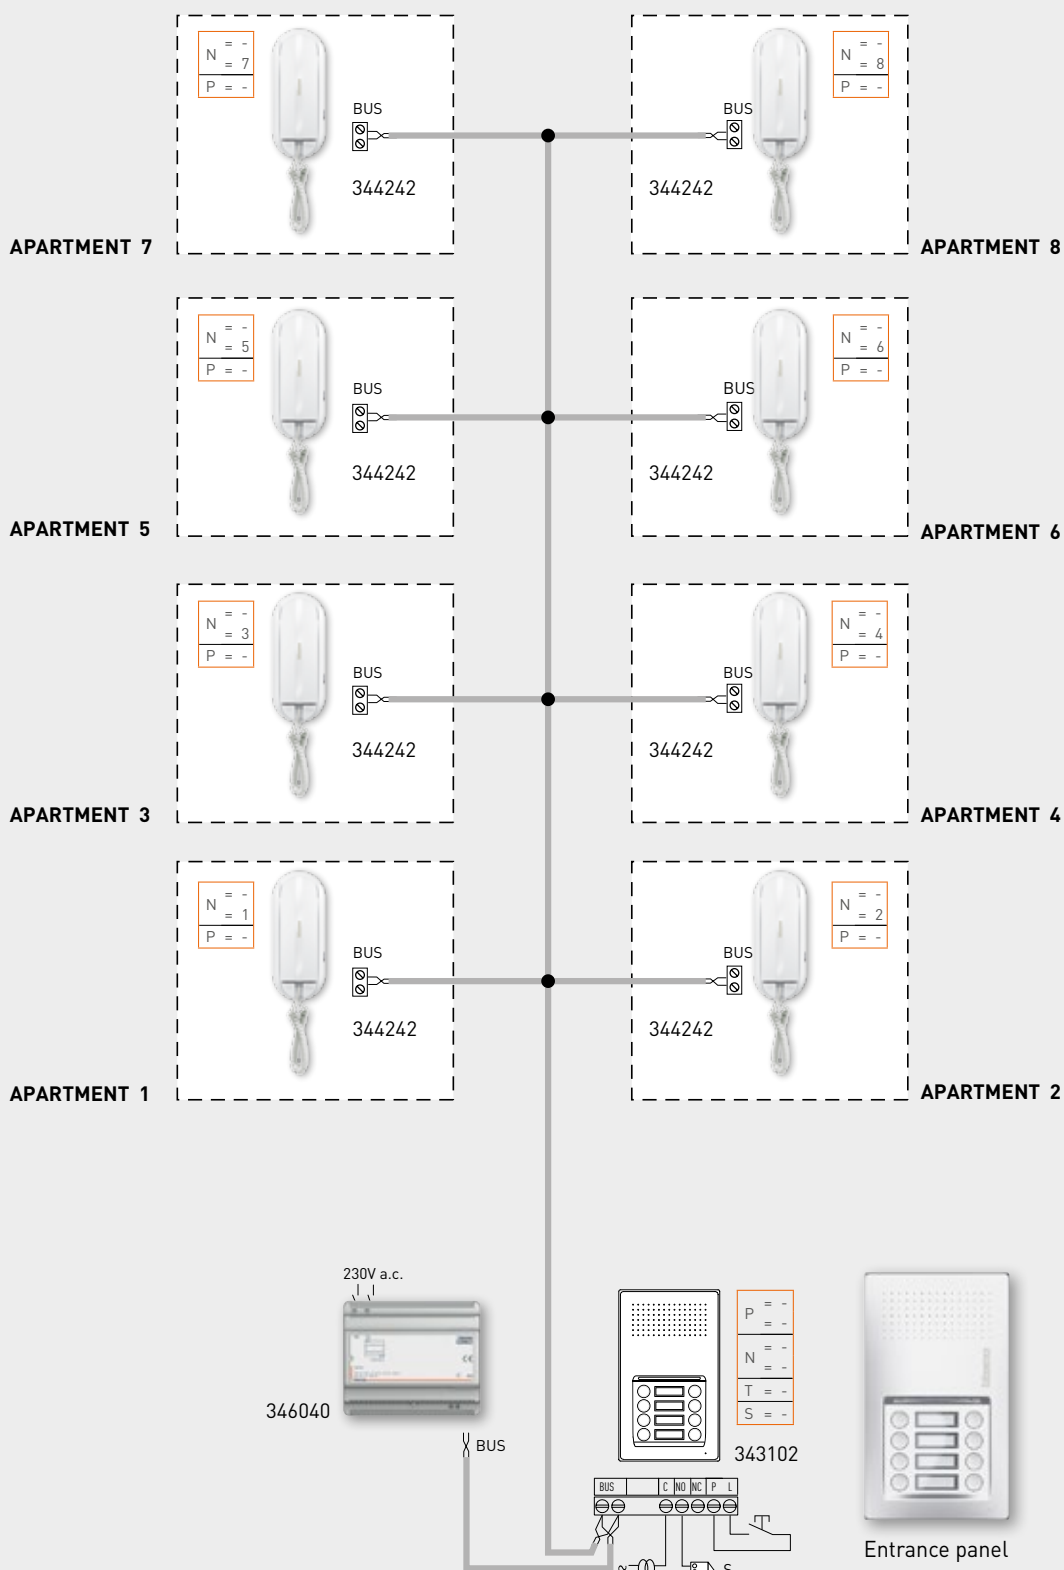 N = -
= 7
P = -
BUS
344242
APARTMENT 7
N = -
= 8
P = -
BUS
344242
APARTMENT 8
N = -
= 5
P = -
BUS
344242
APARTMENT 5
N = -
= 6
P = -
BUS
344242
APARTMENT 6
N = -
= 3
P = -
BUS
344242
APARTMENT 3
N = -
= 4
P = -
BUS
344242
APARTMENT 4
N = -
= 1
P = -
BUS
344242
APARTMENT 1
N = -
= 2
P = -
BUS
344242
APARTMENT 2
230V a.c.
346040
BUS
P = -
= -
N = -
= -
T = -
S = -
343102
BUS C NO NC P L
S
Entrance panel